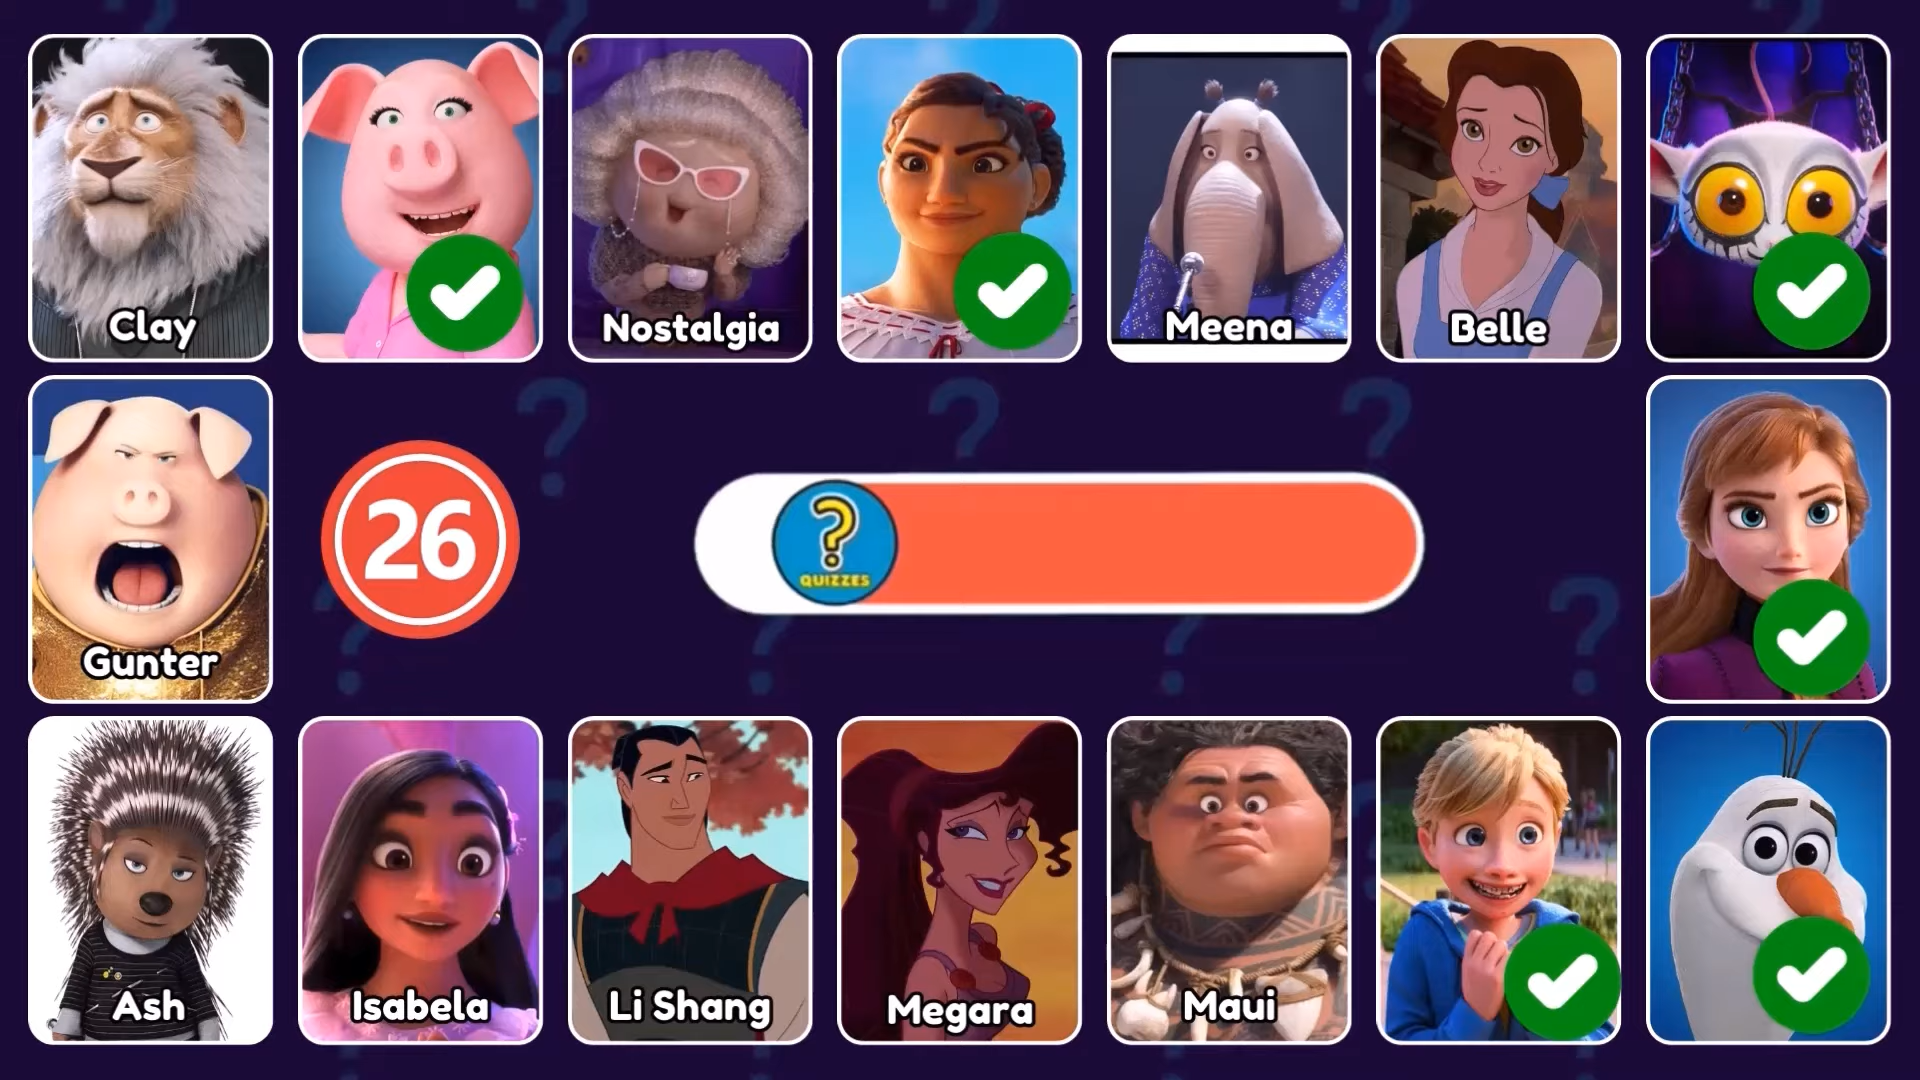 Clay
Nostalgia
Meena
Belle
Gunter
26
?
QUIZZES
Ash
Isabela
Li Shang
Megara
Maui